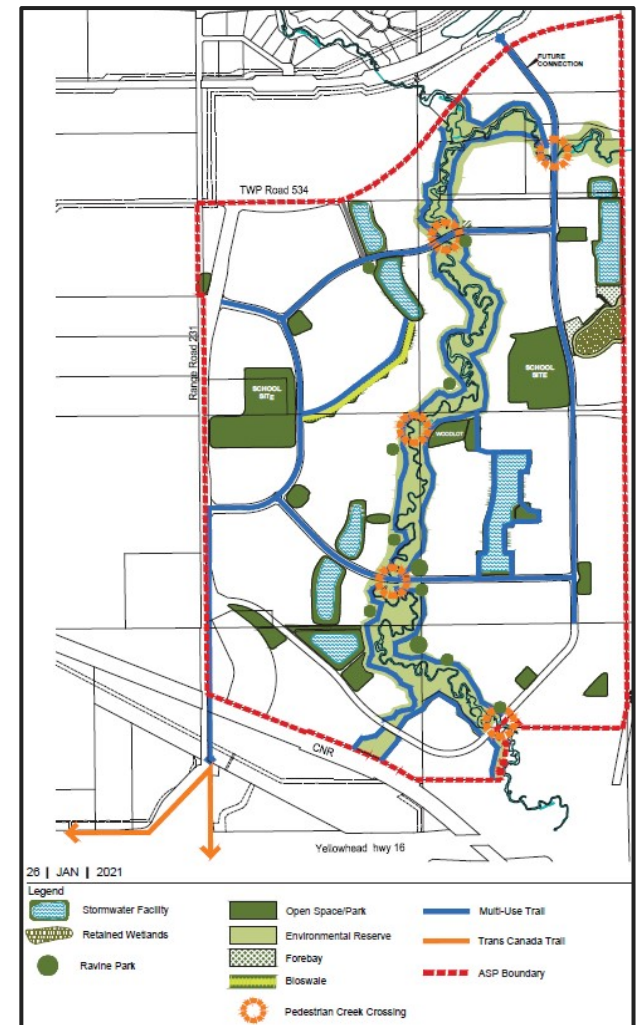 FUTURE
CONNECTION
TWP Road 534
Range Road 231
SCHOOL
SITE
SCHOOL
SITE
WOODLOT
CNR
Yellowhead hwy 16
26 | JAN | 2021
Legend
Stormwater Facility
Retained Wetlands
Ravine Park
Open Space/Park
Environmental Reserve
Forebay
Bioswale
Pedestrian Creek Crossing
Multi-Use Trail
Trans Canada Trail
ASP Boundary